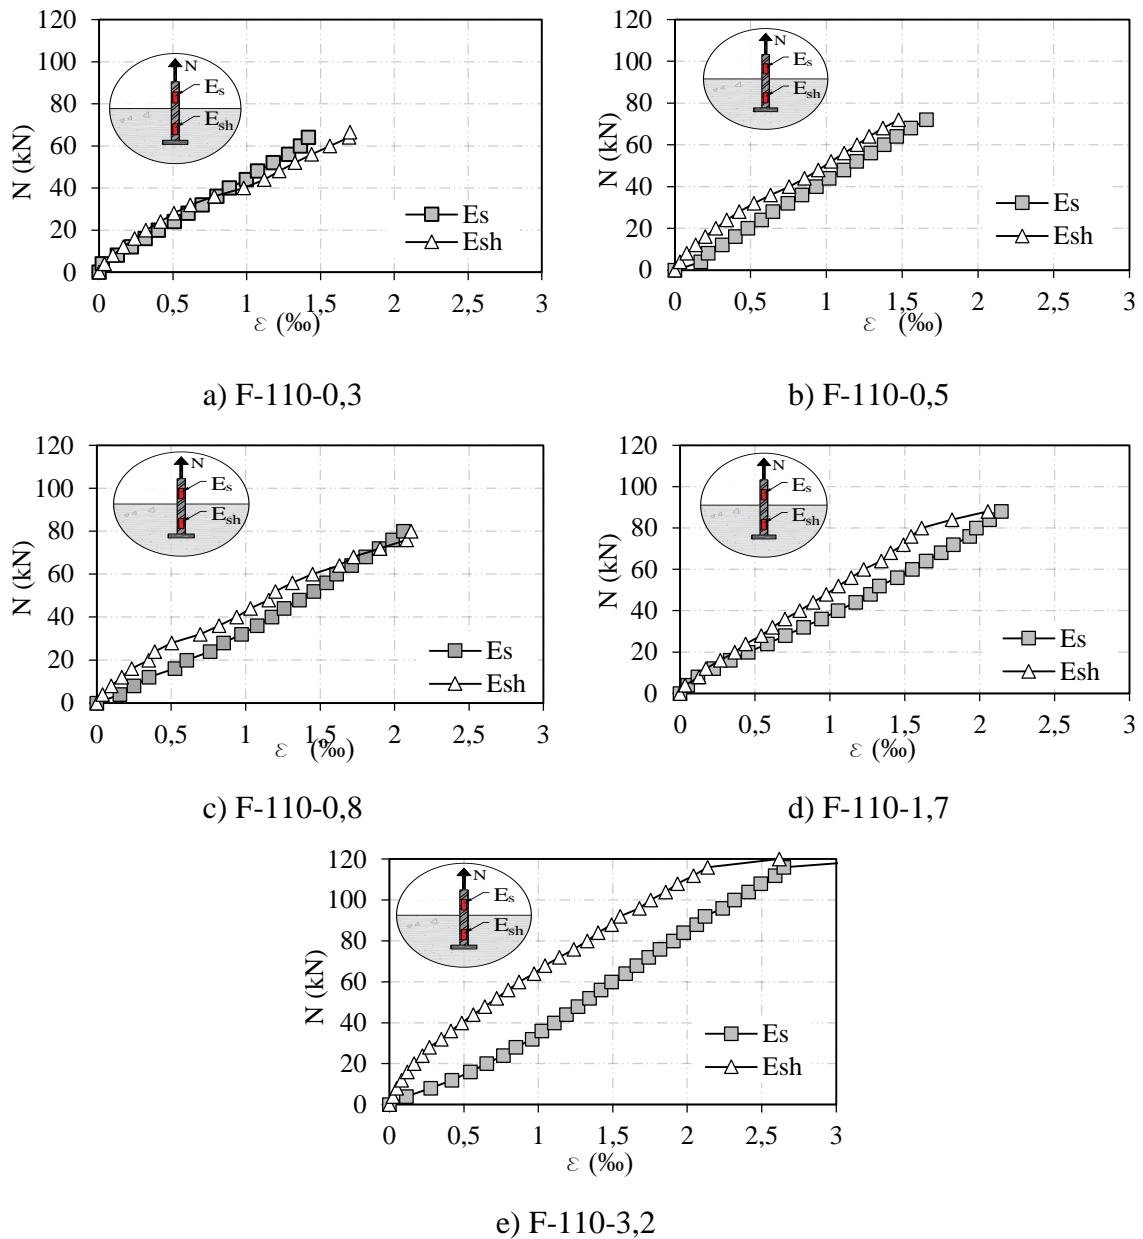 120
100
80
60
40
20
0
N (kN)
N
Es
Esh
Es
Esh
0 0,5 1 1,5 2 2,5 3
ε (‰)
a) F-110-0,3
120
100
80
60
40
20
0
N (kN)
N
Es
Esh
Es
Esh
0 0,5 1 1,5 2 2,5 3
ε (‰)
b) F-110-0,5
120
100
80
60
40
20
0
N (kN)
N
Es
Esh
Es
Esh
0 0,5 1 1,5 2 2,5 3
ε (‰)
c) F-110-0,8
120
100
80
60
40
20
0
N (kN)
N
Es
Esh
Es
Esh
0 0,5 1 1,5 2 2,5 3
ε (‰)
d) F-110-1,7
120
100
80
60
40
20
0
N (kN)
N
Es
Esh
Es
Esh
0 0,5 1 1,5 2 2,5 3
ε (‰)
e) F-110-3,2